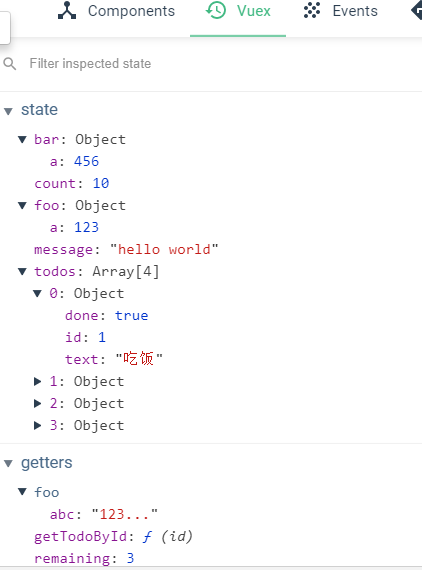 Components Vuex Events
Filter inspected state
state
bar: Object
a: 456
count: 10
foo: Object
a: 123
message: "hello world"
todos: Array[4]
0: Object
done: true
id: 1
text: "吃饭"
1: Object
2: Object
3: Object
getters
foo
abc: "123..."
getTodoById: ƒ (id)
remaining: 3